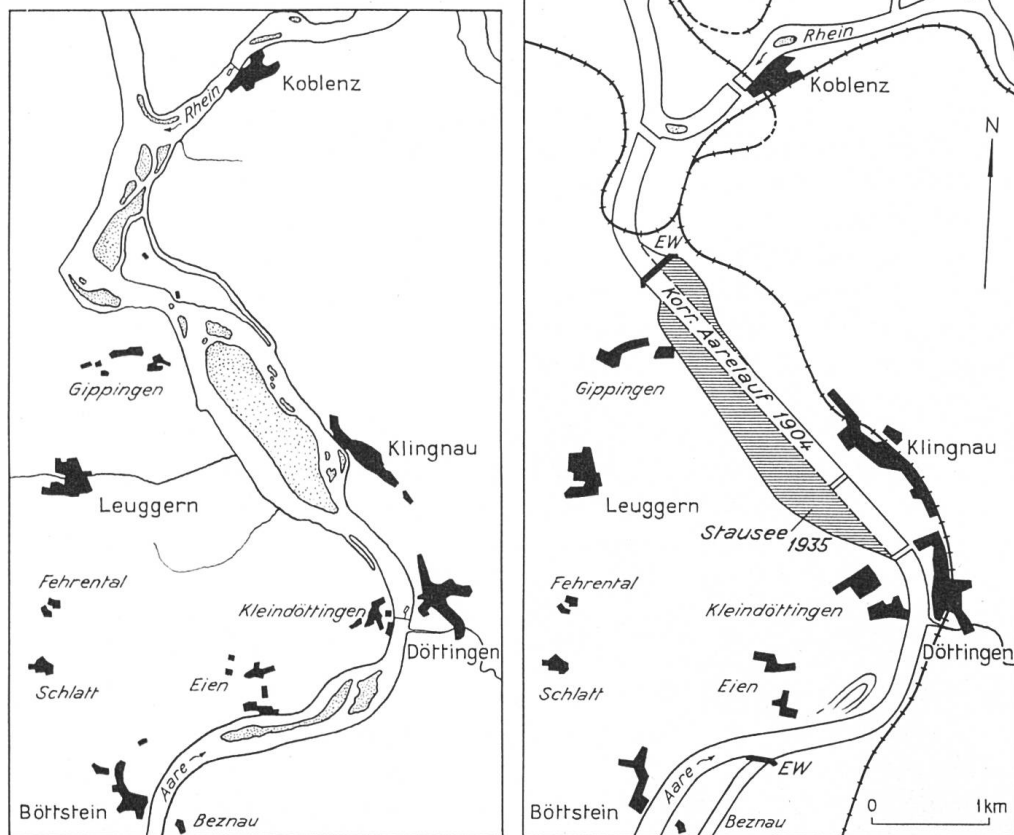 Koblenz
Rhein
Gippingen
Klingnau
Leuggern
Fehrental
Kleindöttingen
Döttingen
Schlatt
Eien
Aare
Böttstein
Beznau
Rhein
Koblenz
N
EW
Korr. Aarelauf 1904
Gippingen
Klingnau
Leuggern
Stausee 1935
Fehrental
Kleindöttingen
Döttingen
Schlatt
Eien
EW
Aare
Böttstein
Beznau
0 1km